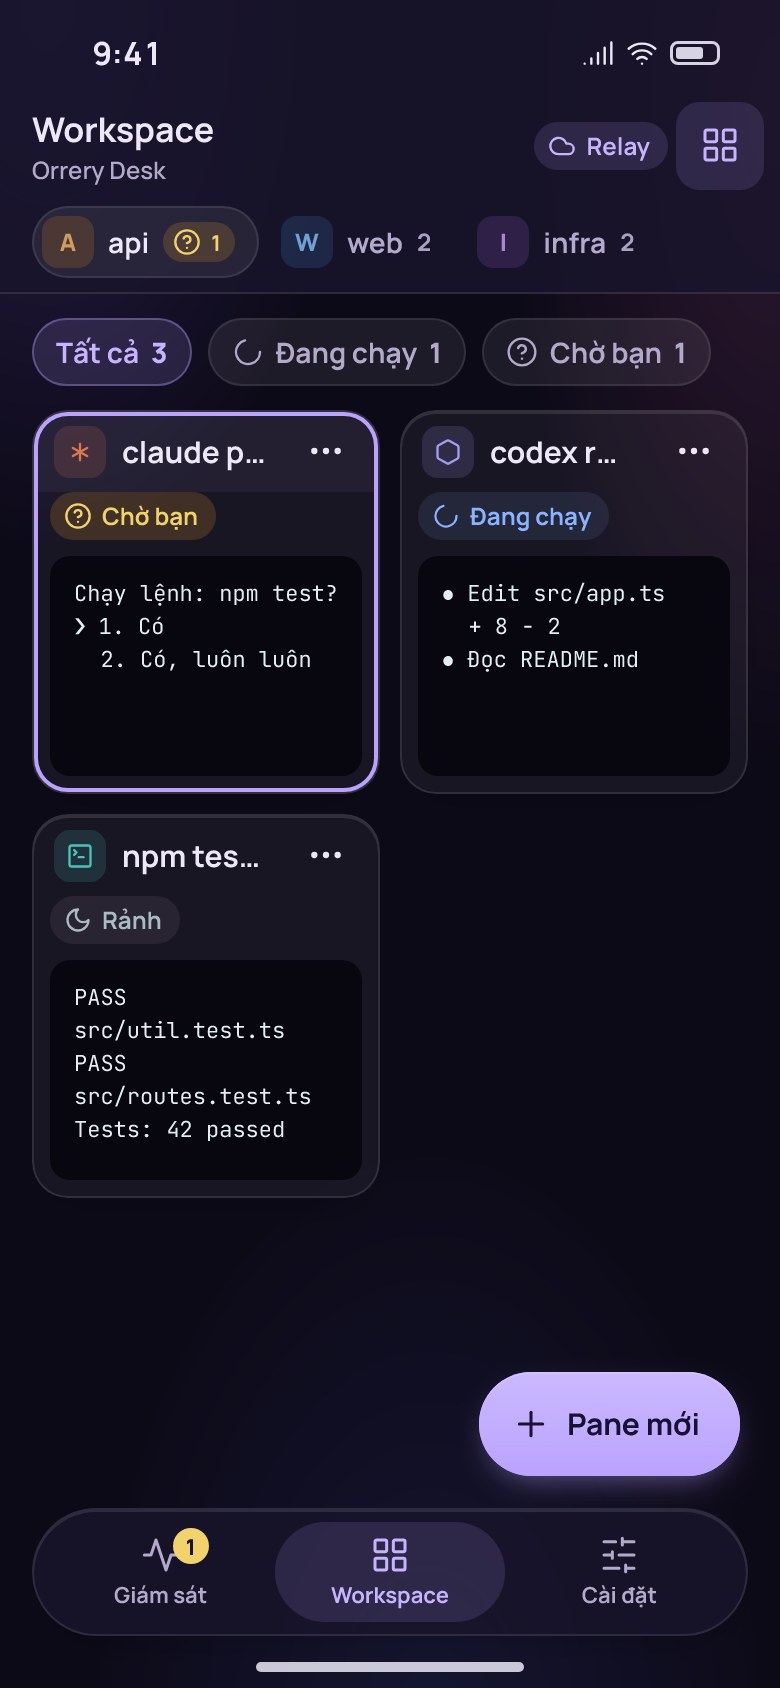 9:41
Workspace
Orrery Desk
Relay
A api 1
W web 2
I infra 2
Tất cả 3
Đang chạy 1
Chờ bạn 1
claude p...
Chờ bạn
Chạy lệnh: npm test?
❯ 1. Có
2. Có, luôn luôn
codex r...
Đang chạy
● Edit src/app.ts
+ 8 - 2
● Đọc README.md
npm tes...
Rảnh
PASS
src/util.test.ts
PASS
src/routes.test.ts
Tests: 42 passed
+ Pane mới
1
Giám sát
Workspace
Cài đặt